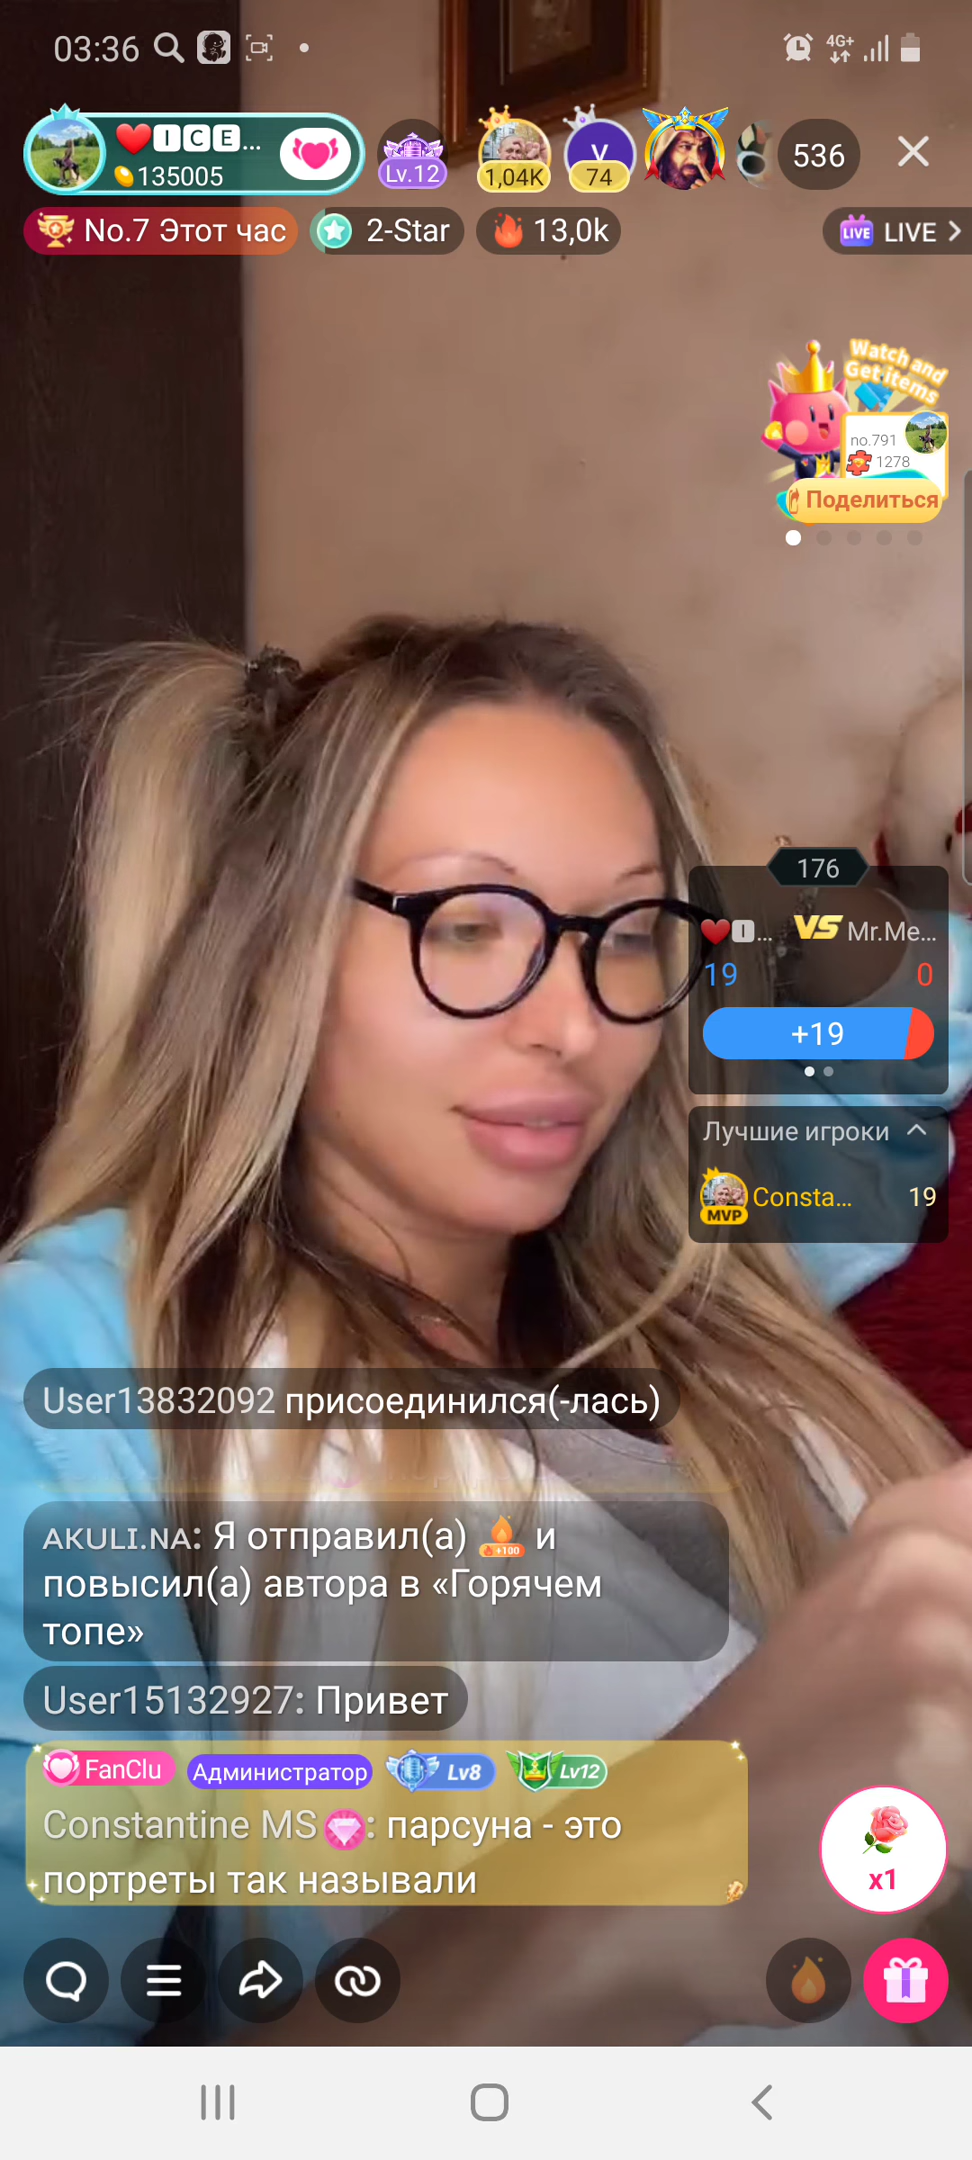 03:36
4G+
❤️ICE...
135005
Lv.12
1,04K
V
74
536
No.7 Этот час
2-Star
13,0k
LIVE
LIVE
Watch and
Get items
no.791
1278
Поделиться
176
❤️I...
VS
Mr.Me...
19
0
+19
Лучшие игроки
MVP
Consta...
19
User13832092 присоединился(-лась)
AKULI.NA: Я отправил(а) +100 и
повысил(а) автора в «Горячем
топе»
User15132927: Привет
FanClu
Администратор
Lv8
Lv12
Constantine MS: парсуна - это
портреты так называли
x1